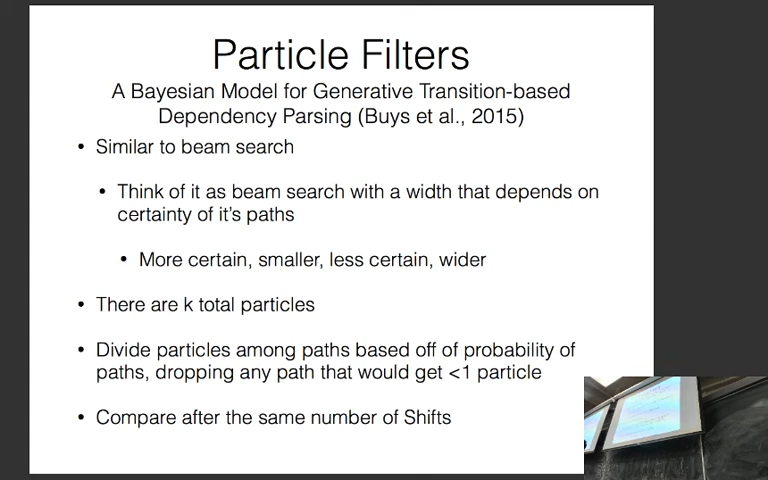 Particle Filters
A Bayesian Model for Generative Transition-based
Dependency Parsing (Buys et al., 2015)
• Similar to beam search
• Think of it as beam search with a width that depends on
certainty of it's paths
• More certain, smaller, less certain, wider
• There are k total particles
• Divide particles among paths based off of probability of
paths, dropping any path that would get <1 particle
• Compare after the same number of Shifts